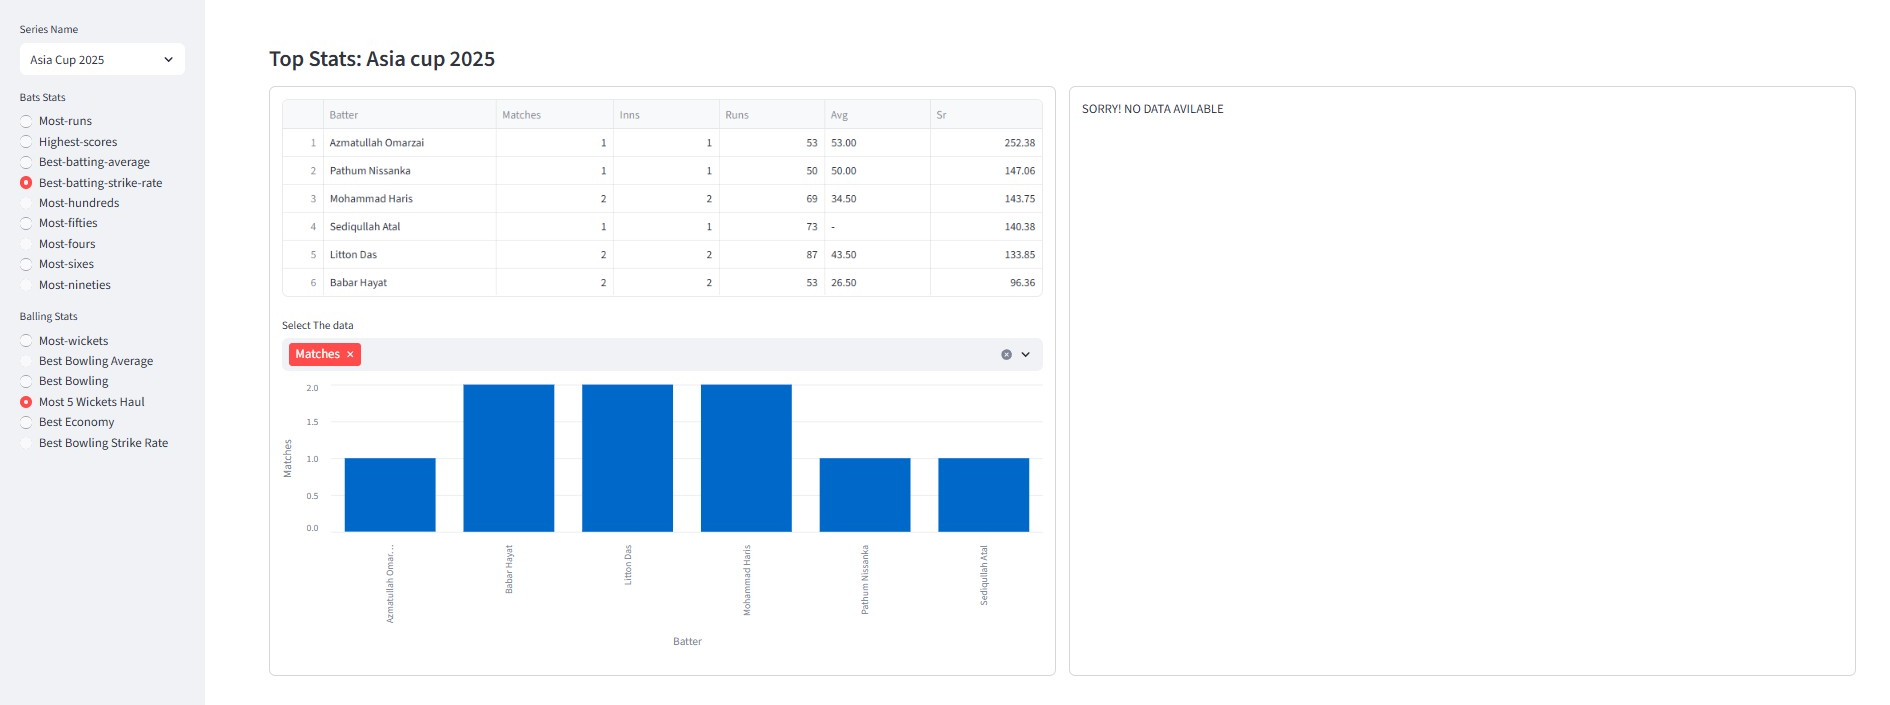 Series Name
Asia Cup 2025
Bats Stats
Most-runs
Highest-scores
Best-batting-average
Best-batting-strike-rate
Most-hundreds
Most-fifties
Most-fours
Most-sixes
Most-nineties
Balling Stats
Most-wickets
Best Bowling Average
Best Bowling
Most 5 Wickets Haul
Best Economy
Best Bowling Strike Rate
Top Stats: Asia cup 2025
Batter Matches Inns Runs Avg Sr
1 Azmatullah Omarzai 1 1 53 53.00 252.38
2 Pathum Nissanka 1 1 50 50.00 147.06
3 Mohammad Haris 2 2 69 34.50 143.75
4 Sediqullah Atal 1 1 73 - 140.38
5 Litton Das 2 2 87 43.50 133.85
6 Babar Hayat 2 2 53 26.50 96.36
Select The data
Matches ×
2.0
1.5
1.0
0.5
0.0
Matches
Azmatullah Omar…
Babar Hayat
Litton Das
Mohammad Haris
Pathum Nissanka
Sediqullah Atal
Batter
SORRY! NO DATA AVILABLE